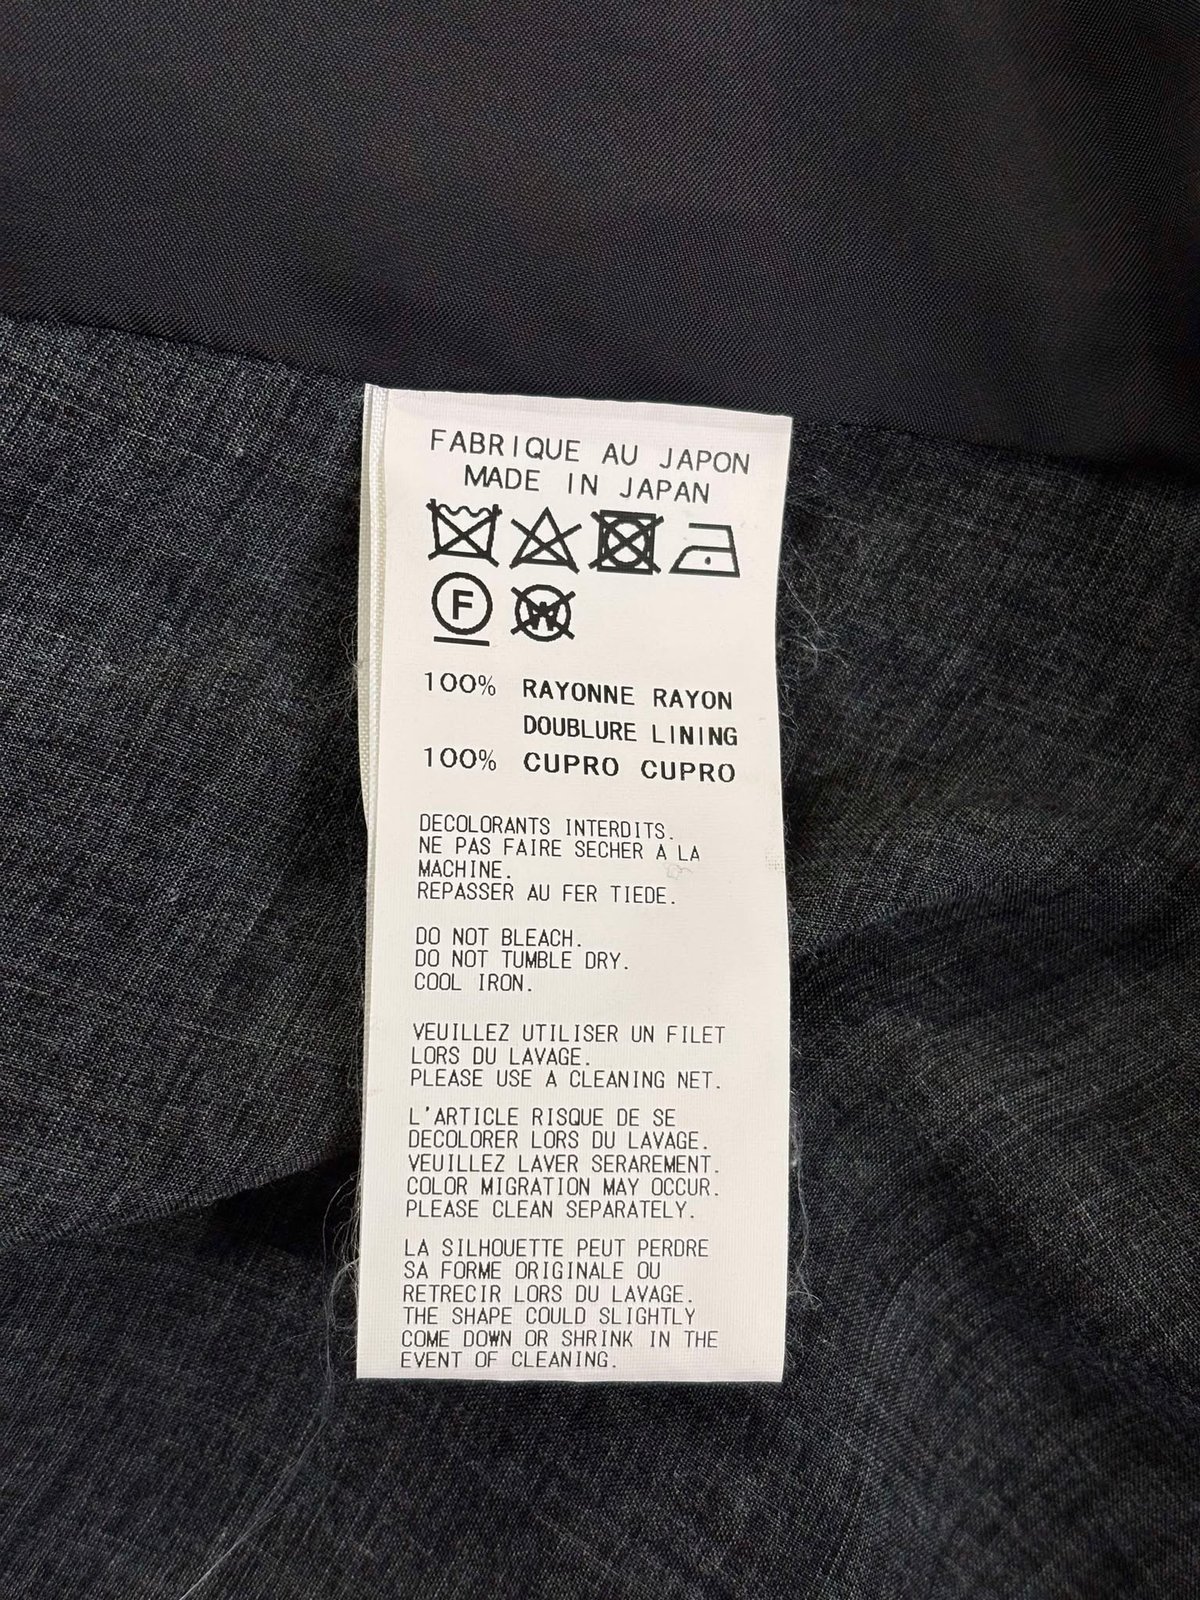 FABRIQUE AU JAPON
MADE IN JAPAN
F W
100% RAYONNE RAYON
DOUBLURE LINING
100% CUPRO CUPRO
DECOLORANTS INTERDITS.
NE PAS FAIRE SECHER A LA
MACHINE.
REPASSER AU FER TIEDE.
DO NOT BLEACH.
DO NOT TUMBLE DRY.
COOL IRON.
VEUILLEZ UTILISER UN FILET
LORS DU LAVAGE.
PLEASE USE A CLEANING NET.
L'ARTICLE RISQUE DE SE
DECOLORER LORS DU LAVAGE.
VEUILLEZ LAVER SERAREMENT.
COLOR MIGRATION MAY OCCUR.
PLEASE CLEAN SEPARATELY.
LA SILHOUETTE PEUT PERDRE
SA FORME ORIGINALE OU
RETRECIR LORS DU LAVAGE.
THE SHAPE COULD SLIGHTLY
COME DOWN OR SHRINK IN THE
EVENT OF CLEANING.